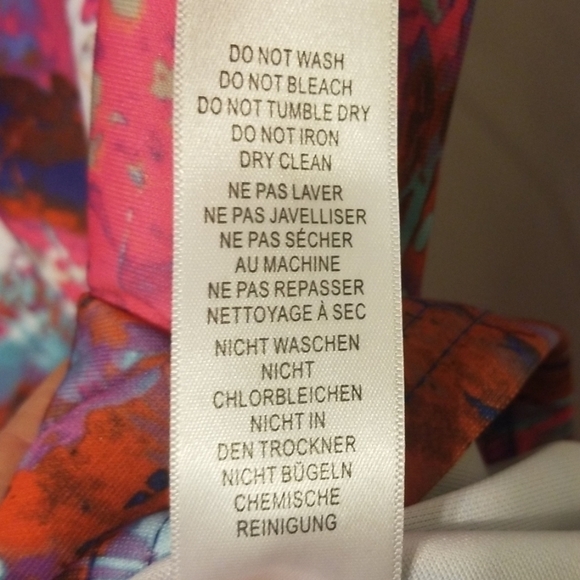 DO NOT WASH
DO NOT BLEACH
DO NOT TUMBLE DRY
DO NOT IRON
DRY CLEAN
NE PAS LAVER
NE PAS JAVELLISER
NE PAS SÉCHER
AU MACHINE
NE PAS REPASSER
NETTOYAGE À SEC
NICHT WASCHEN
NICHT
CHLORBLEICHEN
NICHT IN
DEN TROCKNER
NICHT BÜGELN
CHEMISCHE
REINIGUNG